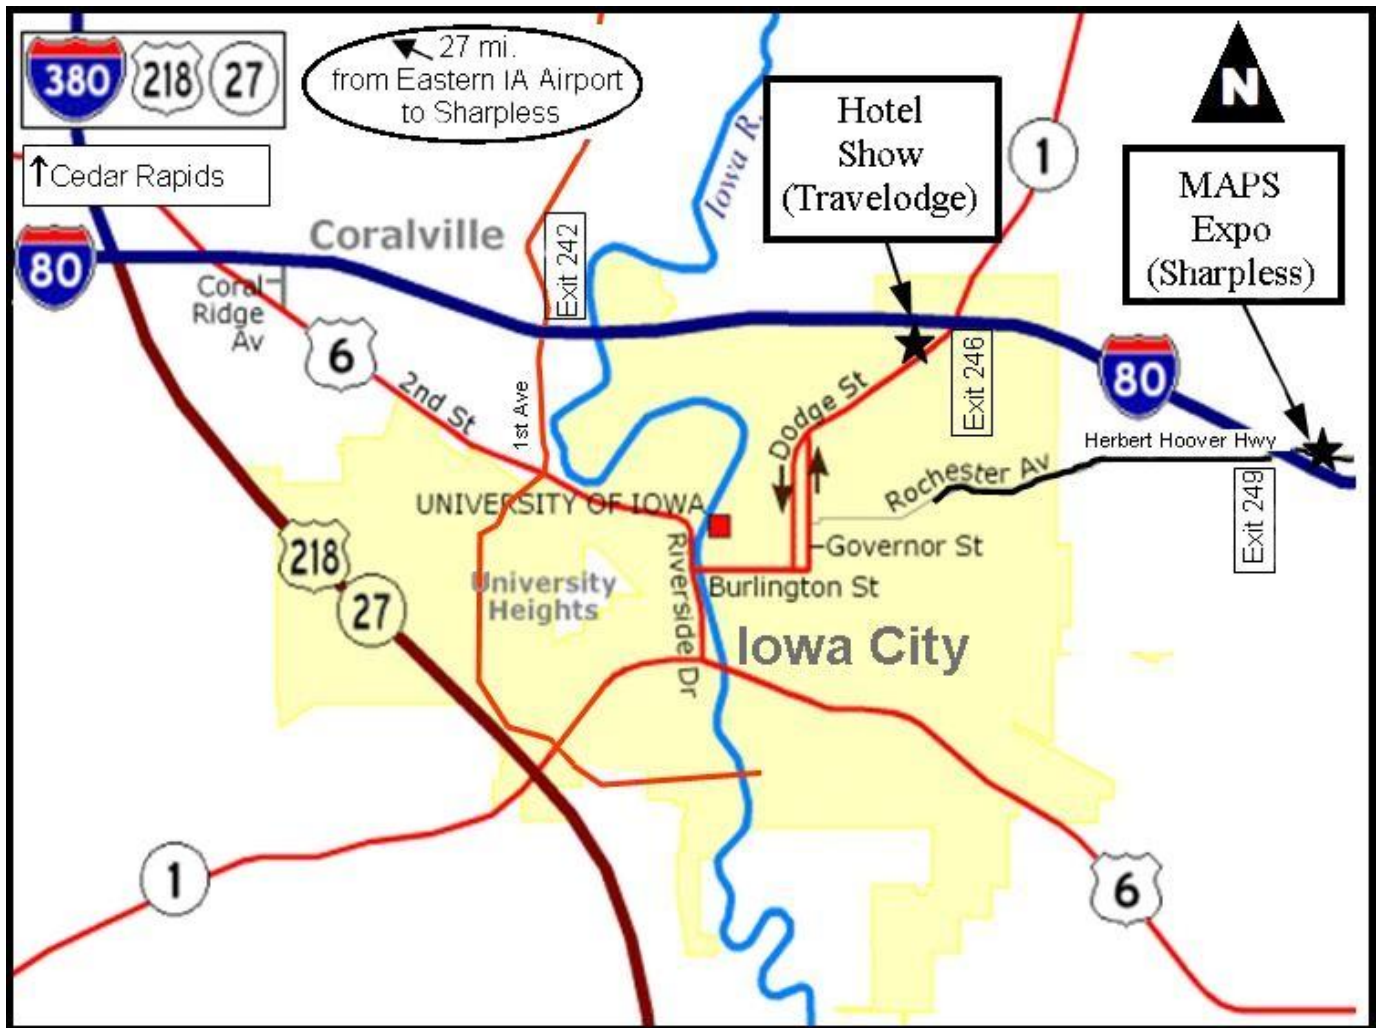 380
218
27
27 mi.
from Eastern IA Airport
to Sharpless
Hotel
Show
(Travelodge)
N
MAPS
Expo
(Sharpless)
1
Iowa R.
↑Cedar Rapids
80
Coralville
Exit 242
Coral
Ridge
Av
6
2nd St
1st Ave
Exit 246
80
Dodge St
Herbert Hoover Hwy
Rochester Av
Exit 249
UNIVERSITY OF IOWA
Governor St
218
27
University
Heights
Riverside Dr
Burlington St
Iowa City
1
6